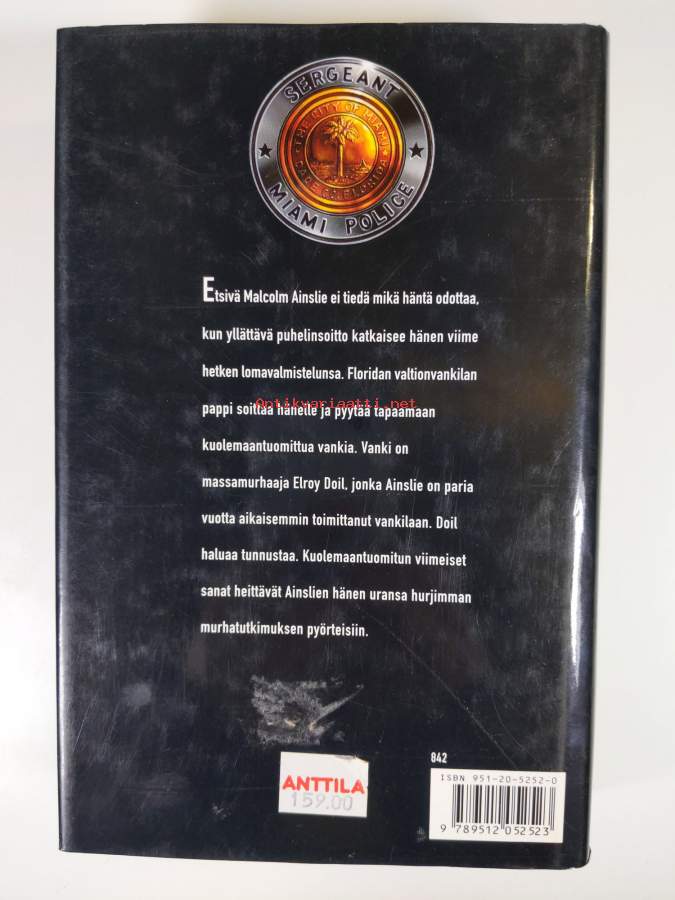 SERGEANT
THE CITY OF MIAMI
DADE CO. FLORIDA
MIAMI POLICE
Etsivä Malcolm Ainslie ei tiedä mikä häntä odottaa,
kun yllättävä puhelinsoitto katkaisee hänen viime
hetken lomavalmistelunsa. Floridan valtionvankilan
Antikvariaatti.net
pappi soittaa hänelle ja pyytää tapaamaan
kuolemaantuomittua vankia. Vanki on
massamurhaaja Elroy Doil, jonka Ainslie on paria
vuotta aikaisemmin toimittanut vankilaan. Doil
haluaa tunnustaa. Kuolemaantuomitun viimeiset
sanat heittävät Ainslien hänen uransa hurjimman
murhatutkimuksen pyörteisiin.
842
ISBN 951-20-5252-0
9 789512 052523
ANTTILA
159.00